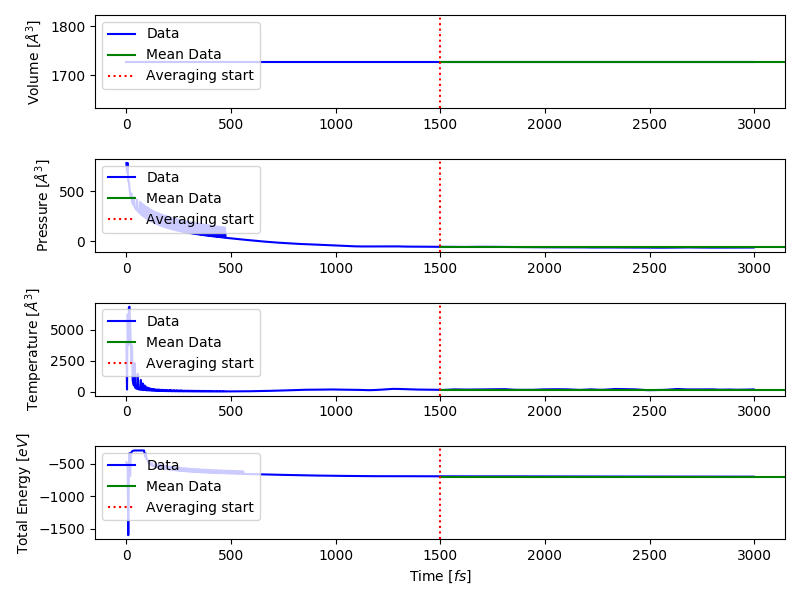 Volume [Å³]
1800
1700
Data
Mean Data
Averaging start
0 500 1000 1500 2000 2500 3000
Pressure [Å³]
500
0
Data
Mean Data
Averaging start
0 500 1000 1500 2000 2500 3000
Temperature [Å³]
5000
2500
0
Data
Mean Data
Averaging start
0 500 1000 1500 2000 2500 3000
Total Energy [eV]
−500
−1000
−1500
Data
Mean Data
Averaging start
0 500 1000 1500 2000 2500 3000
Time [fs]